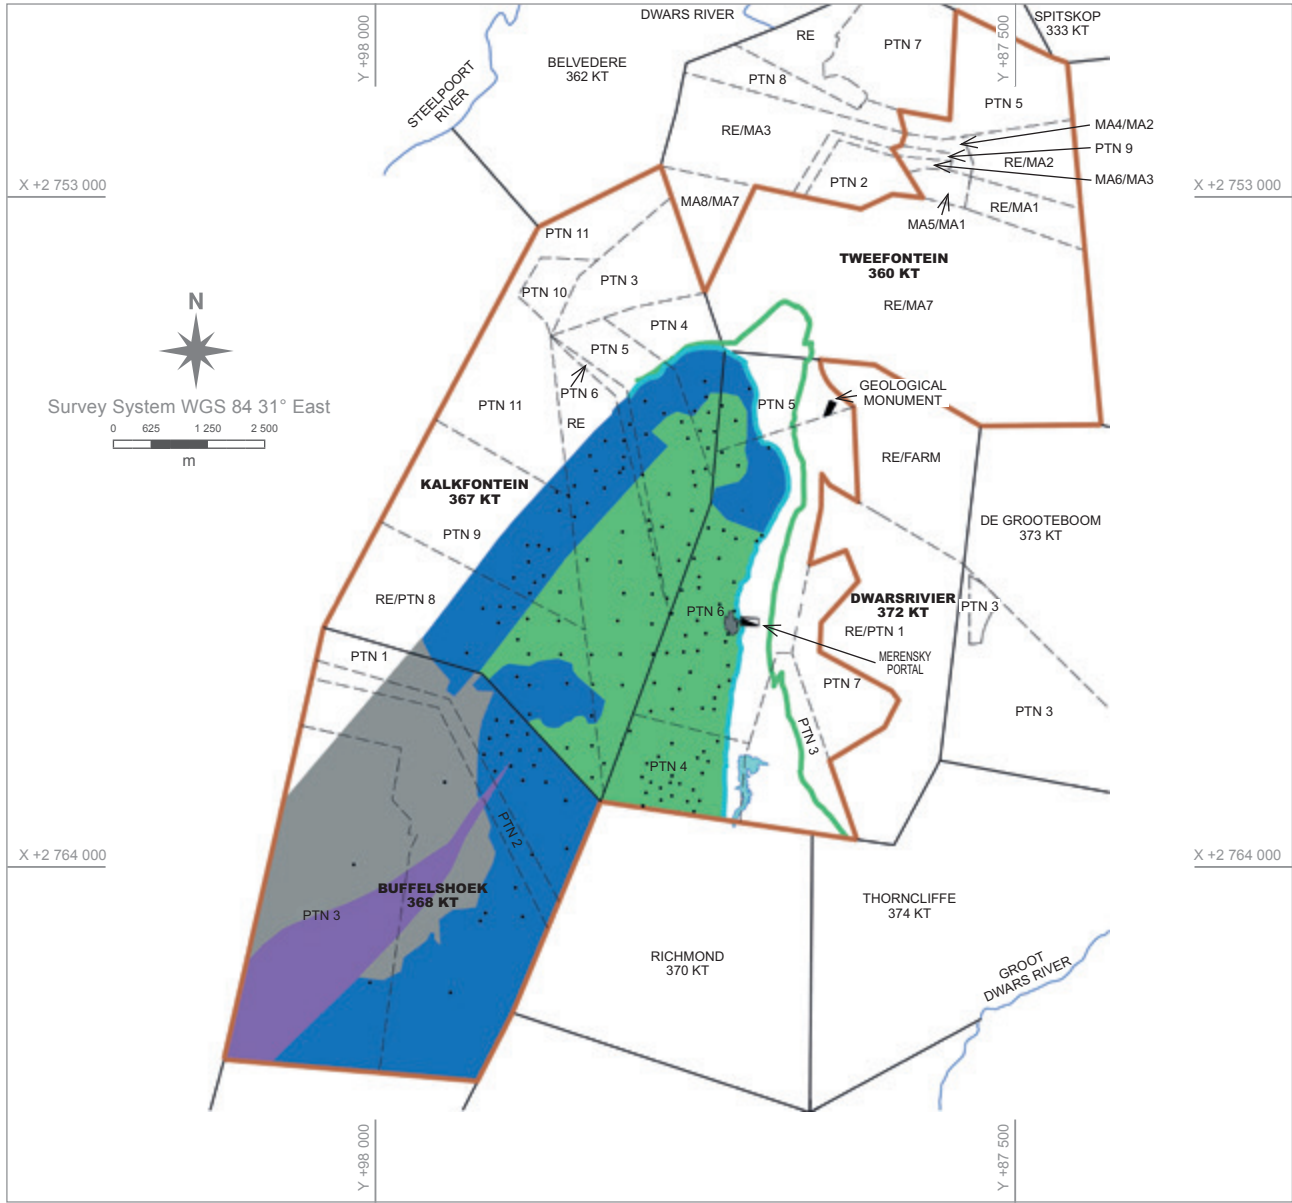 Y +98 000
DWARS RIVER
RE
PTN 7
Y +87 500
SPITSKOP
333 KT
BELVEDERE
362 KT
STEELPOORT
RIVER
PTN 8
PTN 5
RE/MA3
MA4/MA2
PTN 9
RE/MA2
MA6/MA3
X +2 753 000
X +2 753 000
PTN 2
MA8/MA7
RE/MA1
MA5/MA1
PTN 11
TWEEFONTEIN
360 KT
PTN 3
PTN 10
RE/MA7
N
PTN 4
PTN 5
Survey System WGS 84 31° East
0 625 1 250 2 500
m
PTN 6
GEOLOGICAL
MONUMENT
PTN 11
PTN 5
RE
RE/FARM
KALKFONTEIN
367 KT
PTN 9
DE GROOTEBOOM
373 KT
RE/PTN 8
DWARSRIVIER
372 KT
PTN 6
PTN 3
RE/PTN 1
PTN 1
MERENSKY
PORTAL
PTN 7
PTN 3
PTN 3
PTN 4
PTN 2
X +2 764 000
X +2 764 000
BUFFELSHOEK
368 KT
PTN 3
THORNCLIFFE
374 KT
RICHMOND
370 KT
GROOT
DWARS RIVER
Y +98 000
Y +87 500